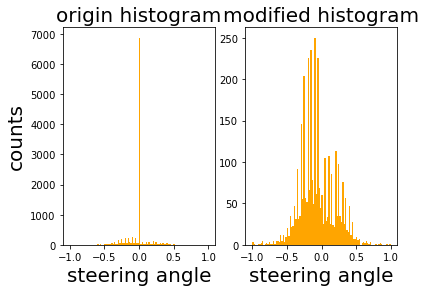 origin histogram
modified histogram
counts
7000
6000
5000
4000
3000
2000
1000
0
−1.0 −0.5 0.0 0.5 1.0
steering angle
250
200
150
100
50
0
−1.0 −0.5 0.0 0.5 1.0
steering angle